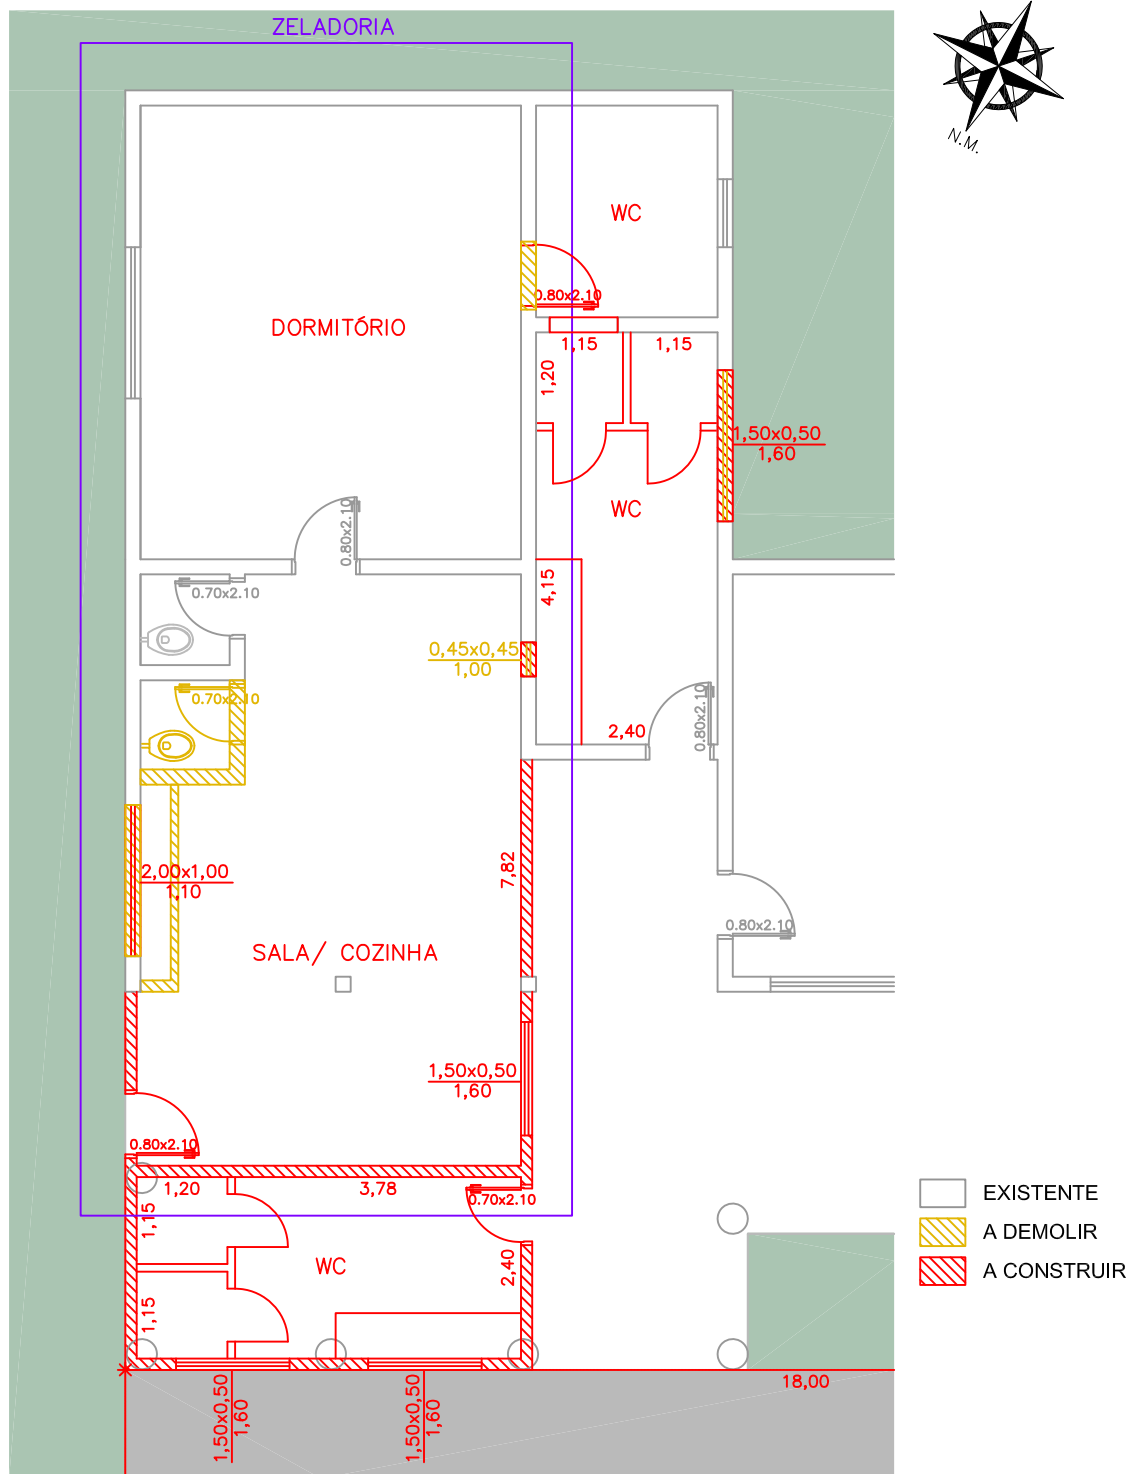 ZELADORIA
N.M.
WC
0.80x2.10
DORMITÓRIO
1,15
1,15
1,20
1,50x0,50
1,60
WC
0.80x2.10
0.70x2.10
4,15
0,45x0,45
1,00
0.70x2.10
2,40
0.80x2.10
2,00x1,00
1,10
7,82
0.80x2.10
SALA/ COZINHA
1,50x0,50
1,60
0.80x2.10
1,20
3,78
0.70x2.10
1,15
WC
2,40
1,15
18,00
1,50x0,50
1,60
1,50x0,50
1,60
EXISTENTE
A DEMOLIR
A CONSTRUIR